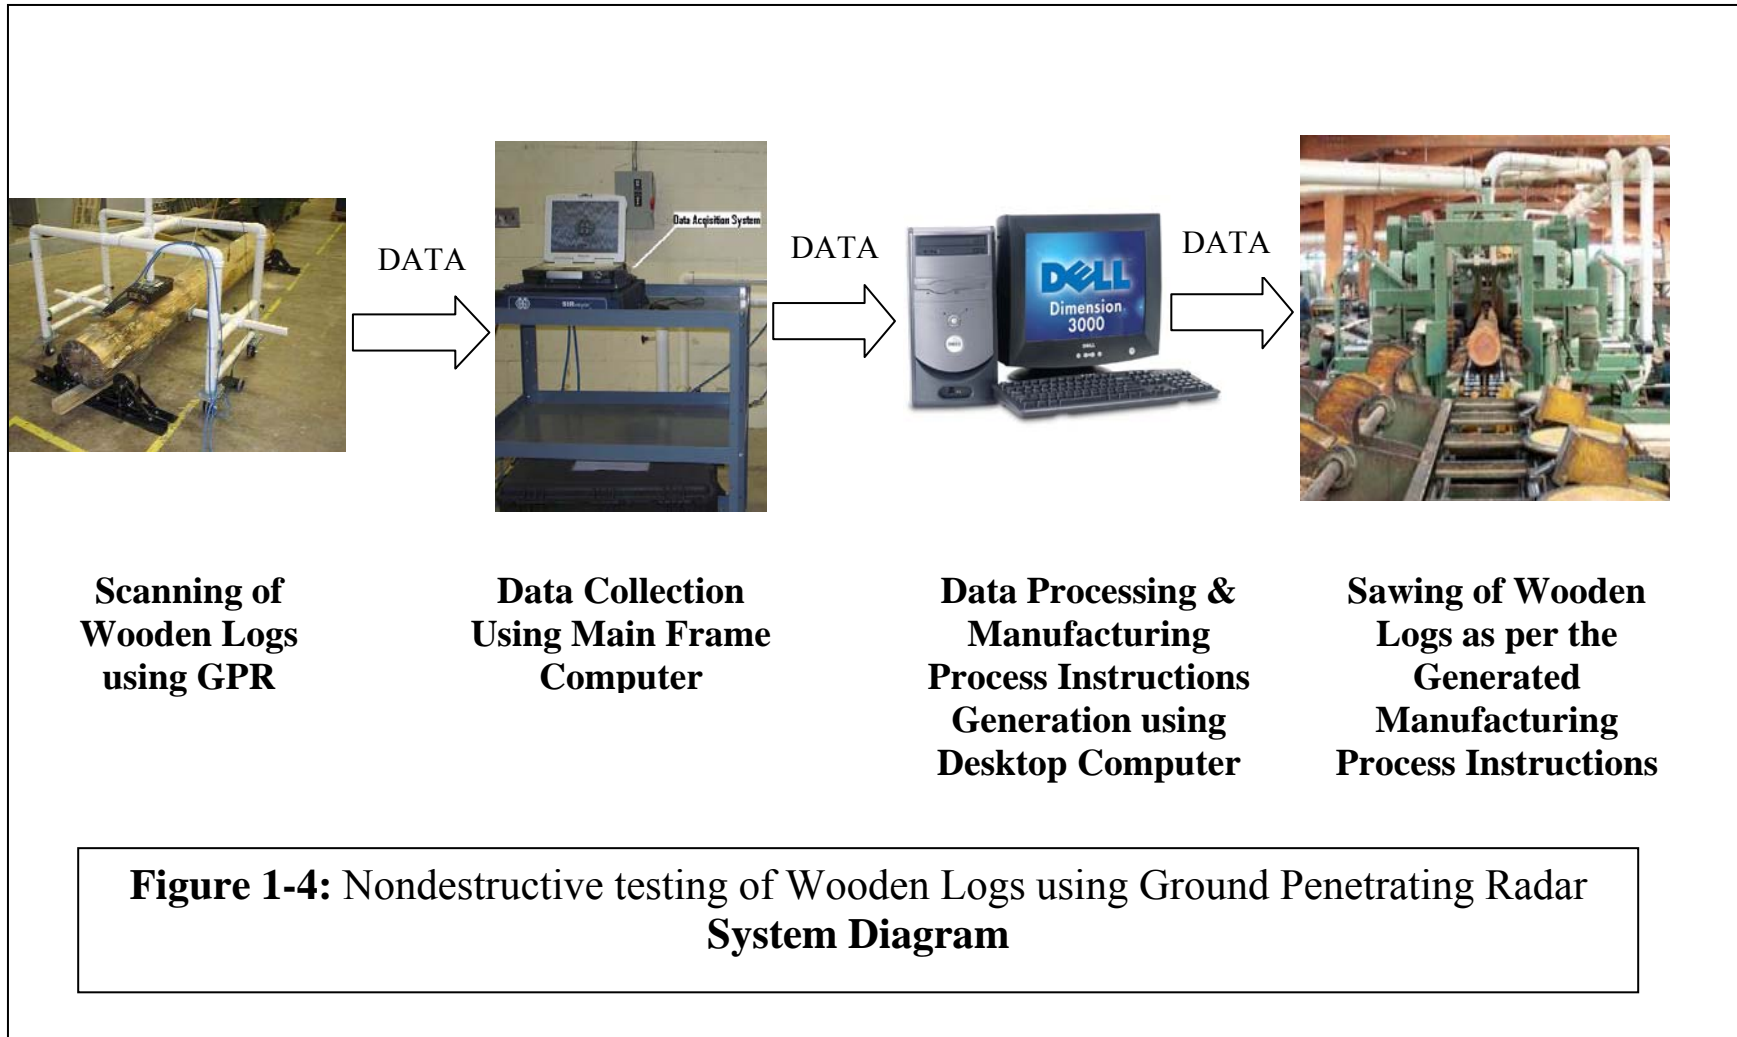 DATA
DATA
DATA
Data Acqisition System
DELL
Dimension
3000
DELL
Scanning of
Wooden Logs
using GPR
Data Collection
Using Main Frame
Computer
Data Processing &
Manufacturing
Process Instructions
Generation using
Desktop Computer
Sawing of Wooden
Logs as per the
Generated
Manufacturing
Process Instructions
Figure 1-4: Nondestructive testing of Wooden Logs using Ground Penetrating Radar
System Diagram